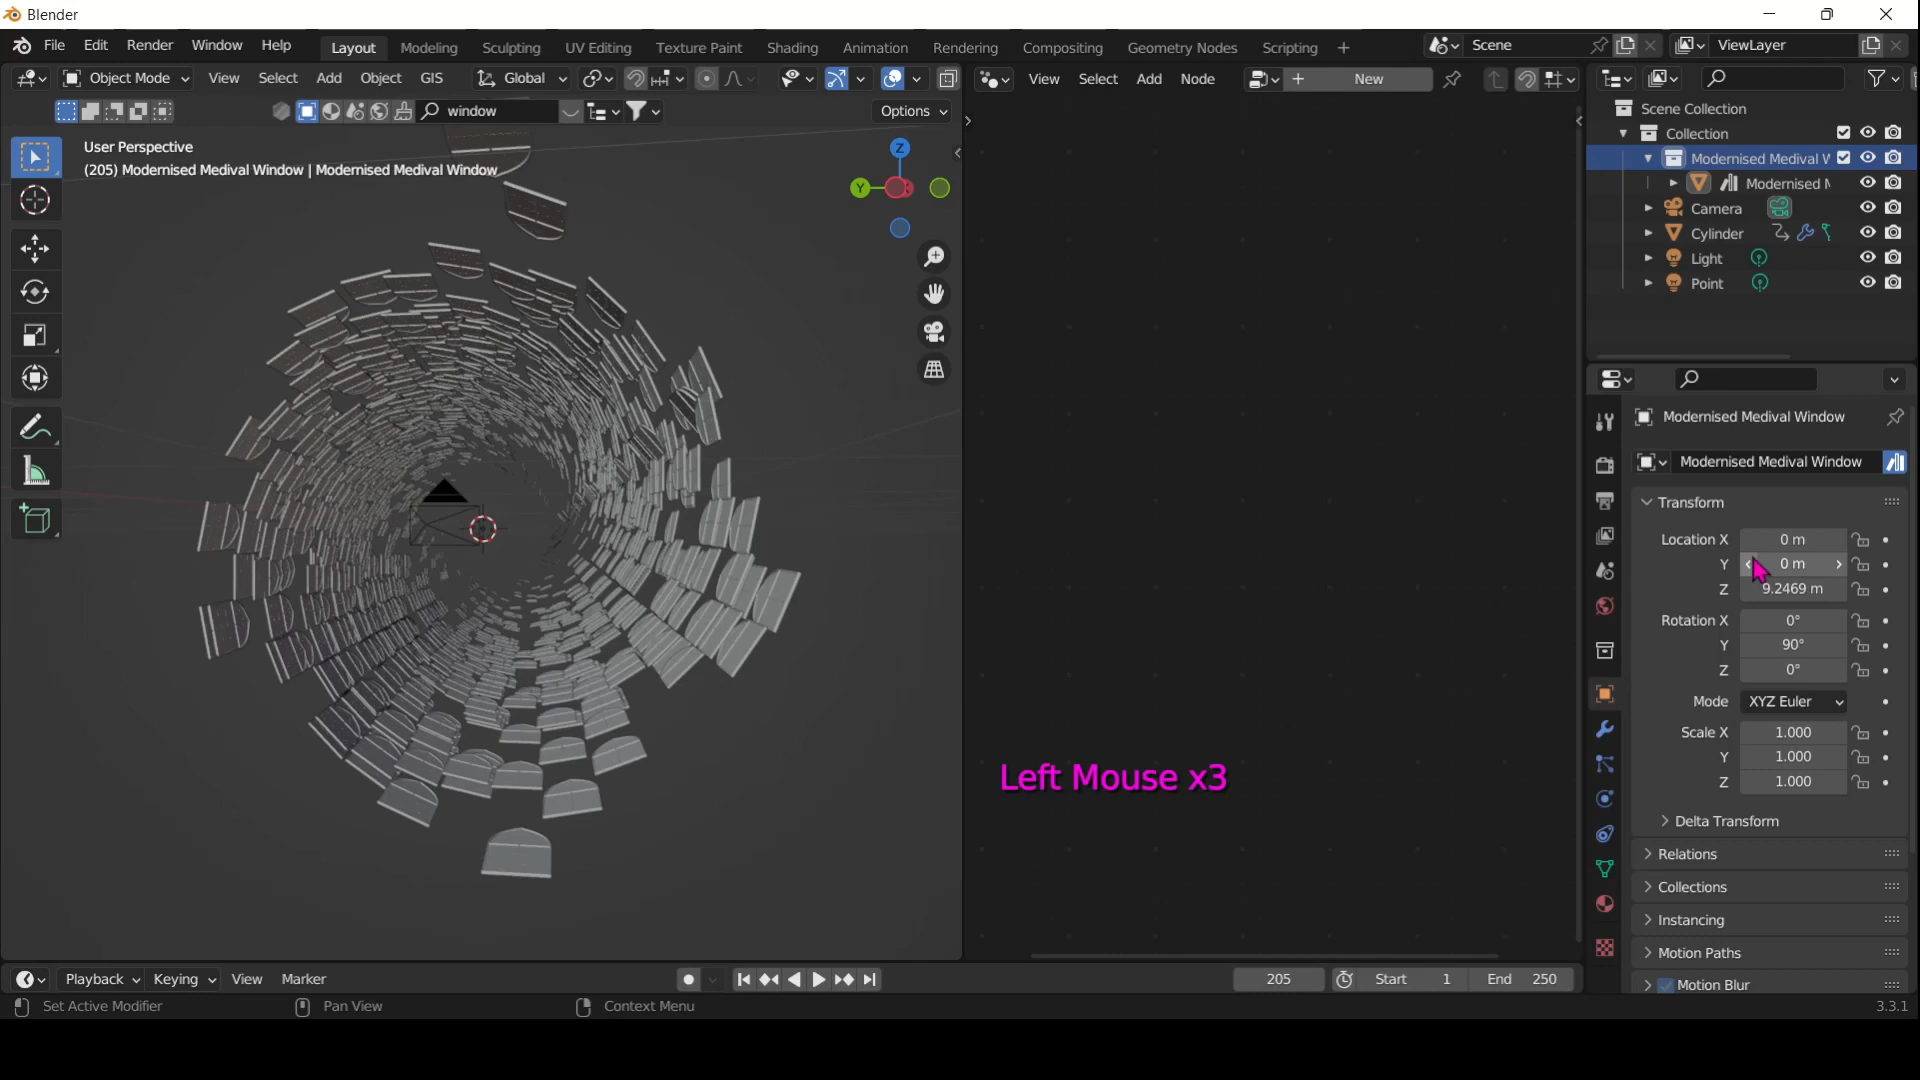 Blender
File Edit Render Window Help Layout Modeling Sculpting UV Editing Texture Paint Shading Animation Rendering Compositing Geometry Nodes Scripting + Scene ViewLayer
Object Mode View Select Add Object GIS Global View Select Add Node + New
window Options
User Perspective
(205) Modernised Medival Window | Modernised Medival Window
Z
Y
Scene Collection
Collection
Modernised Medival W
Modernised M
Camera
Cylinder
Light
Point
Modernised Medival Window
Modernised Medival Window
Transform
Location X 0 m
Y 0 m
Z 9.2469 m
Rotation X 0°
Y 90°
Z 0°
Mode XYZ Euler
Scale X 1.000
Y 1.000
Z 1.000
Delta Transform
Relations
Collections
Instancing
Motion Paths
Motion Blur
Left Mouse x3
Playback Keying View Marker 205 Start 1 End 250
Set Active Modifier Pan View Context Menu 3.3.1